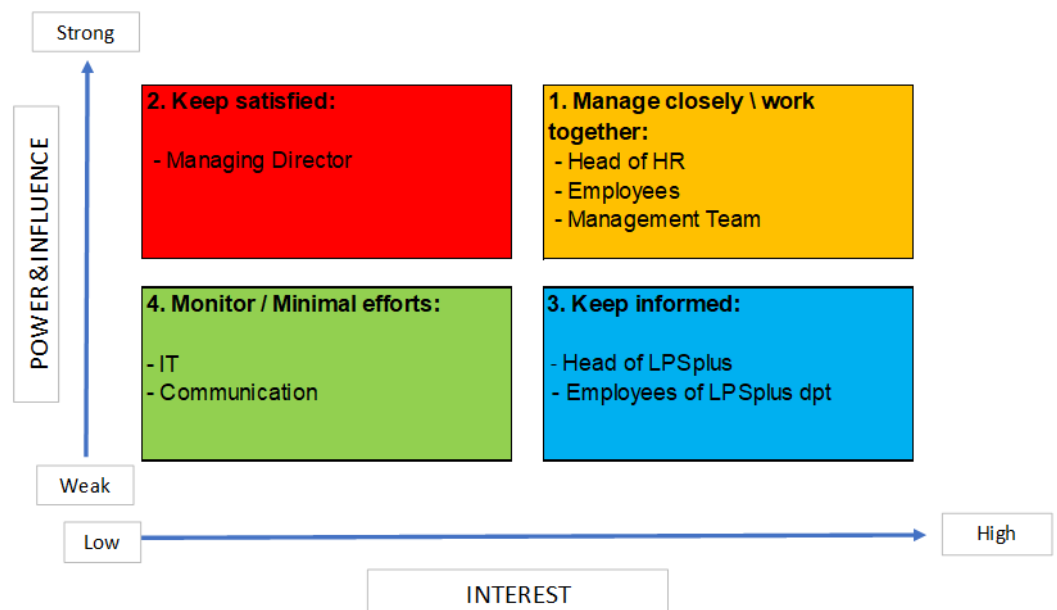 Strong
POWER&INFLUENCE
2. Keep satisfied:
- Managing Director
1. Manage closely \ work
together:
- Head of HR
- Employees
- Management Team
4. Monitor / Minimal efforts:
- IT
- Communication
3. Keep informed:
- Head of LPSplus
- Employees of LPSplus dpt
Weak
Low
High
INTEREST